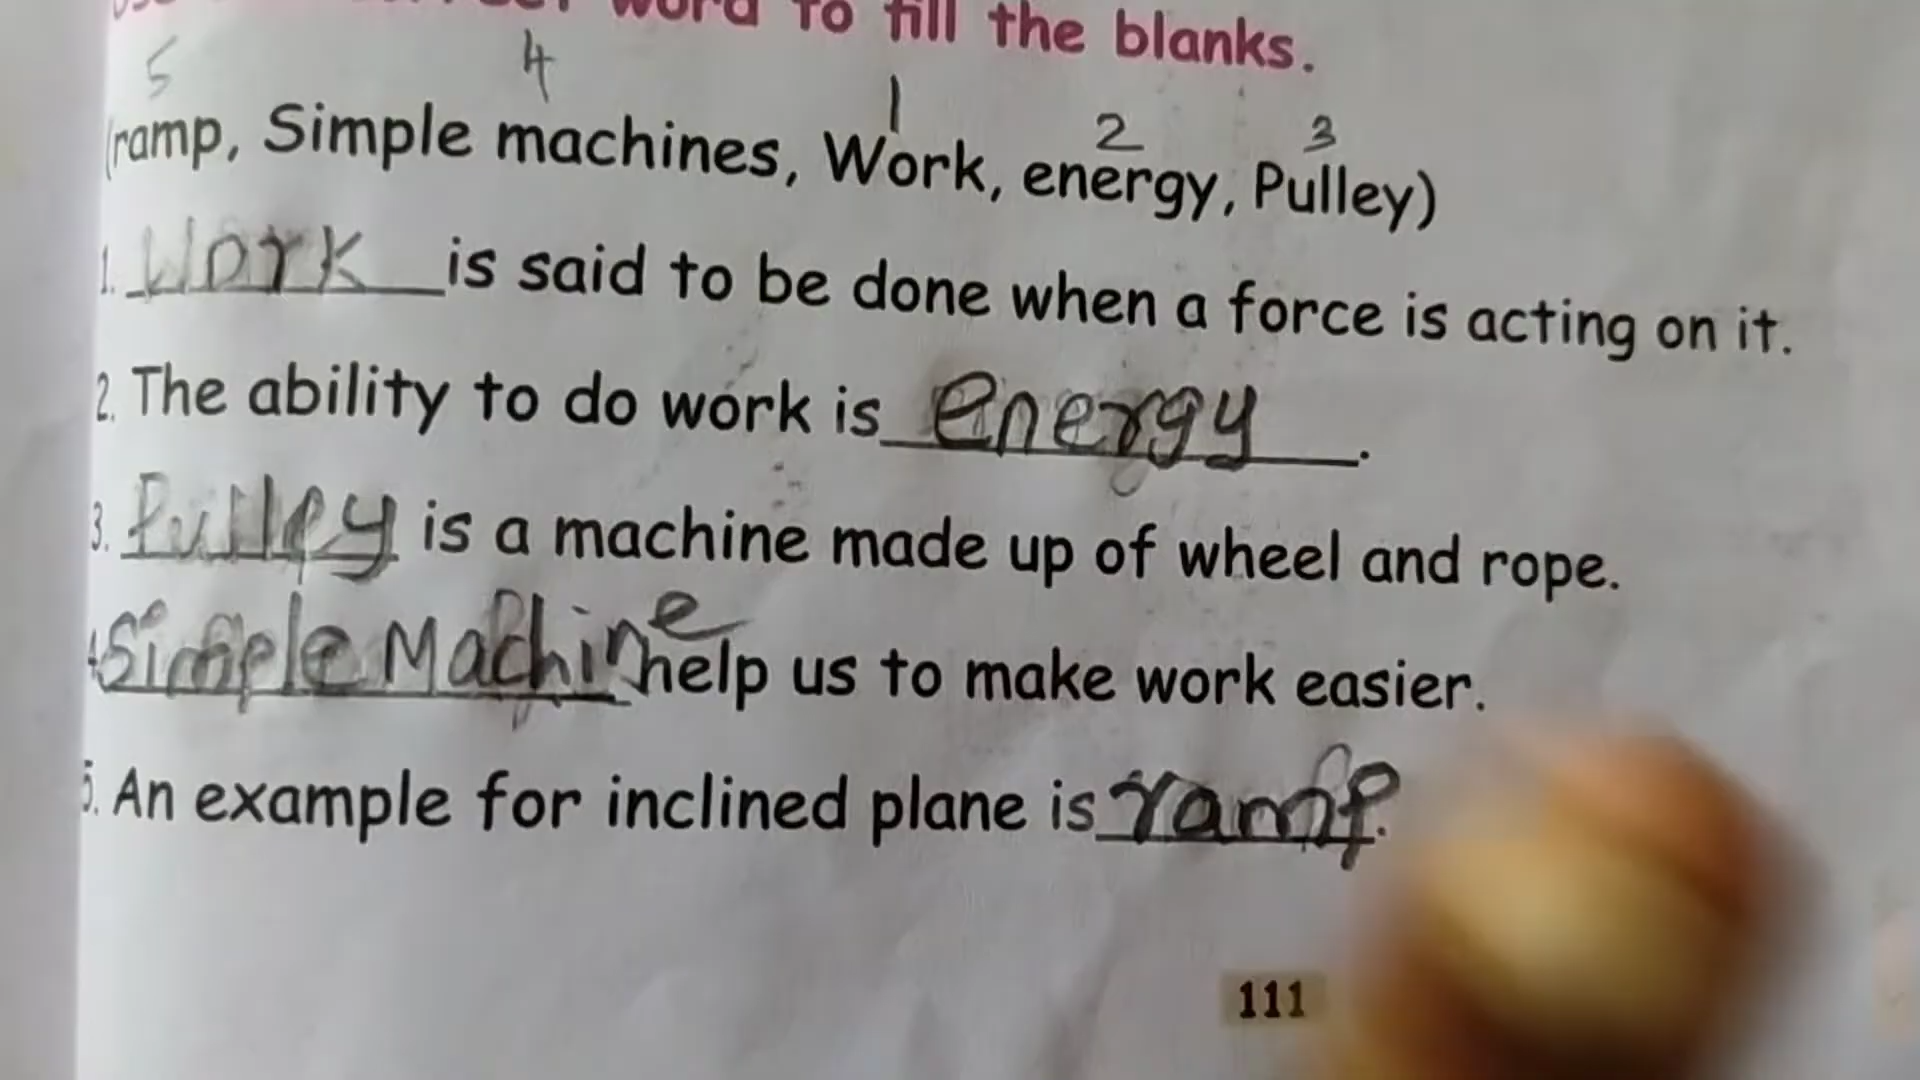 word to fill the blanks.
5 4 1 2 3
(ramp, Simple machines, Work, energy, Pulley)
1. Work is said to be done when a force is acting on it.
2. The ability to do work is energy.
3. Pulley is a machine made up of wheel and rope.
4. Simple Machine help us to make work easier.
5. An example for inclined plane is ramp.
111